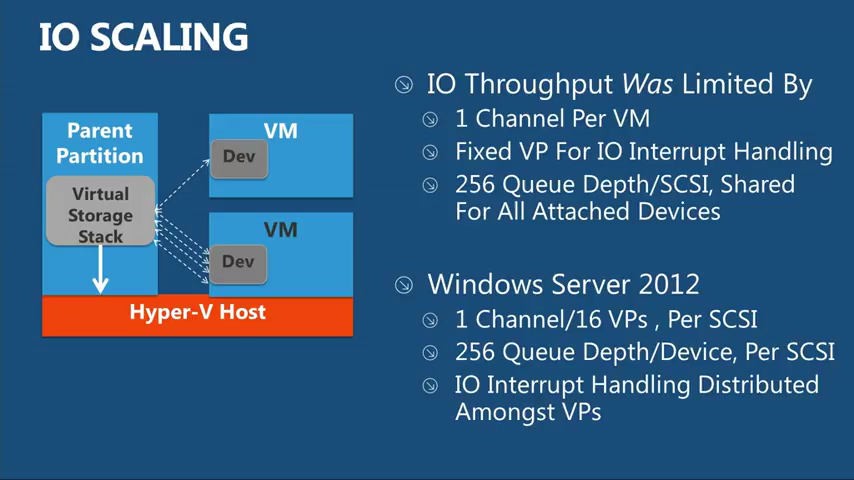 IO SCALING
Parent
Partition
Virtual
Storage
Stack
VM
Dev
VM
Dev
Hyper-V Host
IO Throughput Was Limited By
1 Channel Per VM
Fixed VP For IO Interrupt Handling
256 Queue Depth/SCSI, Shared
For All Attached Devices
Windows Server 2012
1 Channel/16 VPs , Per SCSI
256 Queue Depth/Device, Per SCSI
IO Interrupt Handling Distributed
Amongst VPs